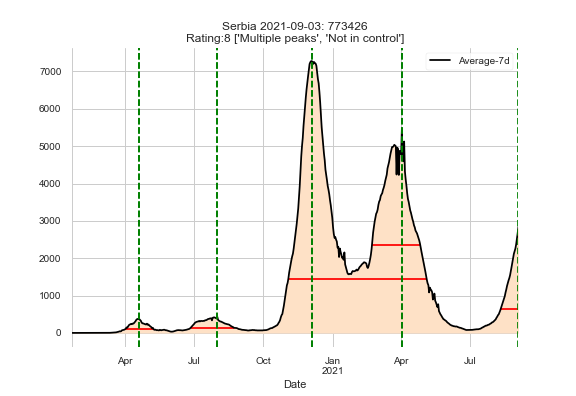 Serbia 2021-09-03: 773426
Rating:8 ['Multiple peaks', 'Not in control']
Average-7d
7000
6000
5000
4000
3000
2000
1000
0
Apr
Jul
Oct
Jan
2021
Apr
Jul
Date